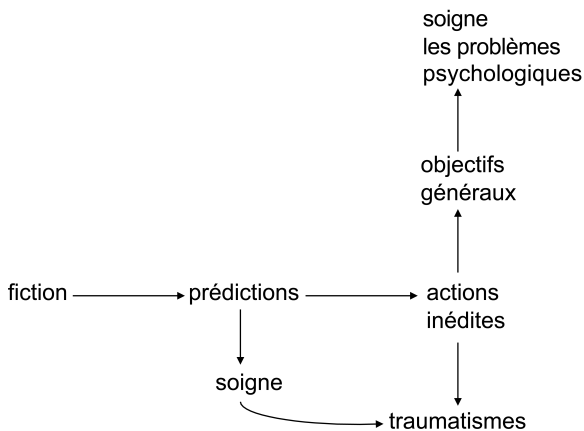 soigne
les problèmes
psychologiques
objectifs
généraux
fiction
prédictions
actions
inédites
soigne
traumatismes